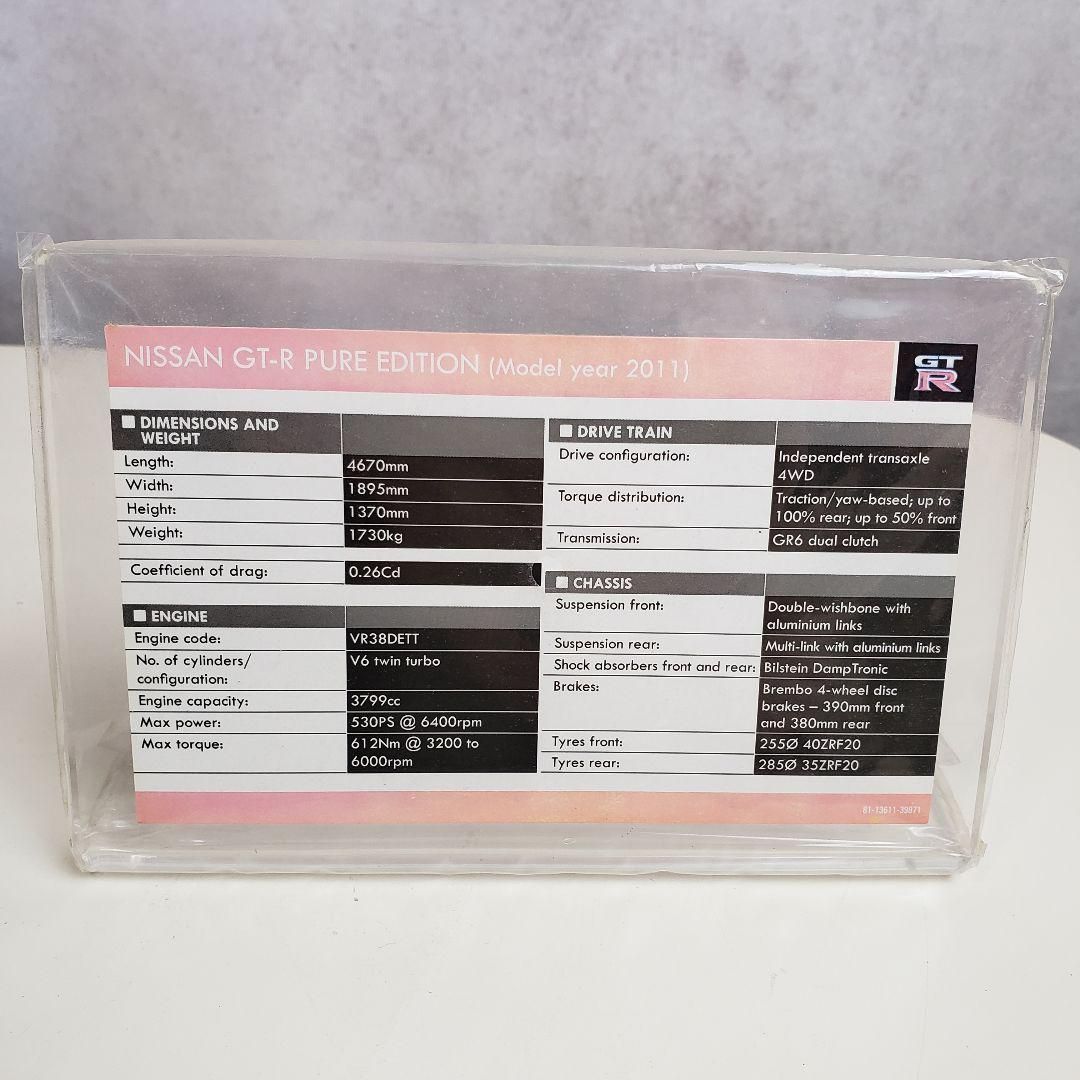 NISSAN GT-R PURE EDITION (Model year 2011)
GT
R
DIMENSIONS AND
WEIGHT
Length: 4670mm
Width: 1895mm
Height: 1370mm
Weight: 1730kg
Coefficient of drag: 0.26Cd
ENGINE
Engine code: VR38DETT
No. of cylinders/ V6 twin turbo
configuration:
Engine capacity: 3799cc
Max power: 530PS @ 6400rpm
Max torque: 612Nm @ 3200 to
6000rpm
DRIVE TRAIN
Drive configuration: Independent transaxle
4WD
Torque distribution: Traction/yaw-based; up to
100% rear; up to 50% front
Transmission: GR6 dual clutch
CHASSIS
Suspension front: Double-wishbone with
aluminium links
Suspension rear: Multi-link with aluminium links
Shock absorbers front and rear: Bilstein DampTronic
Brakes: Brembo 4-wheel disc
brakes – 390mm front
and 380mm rear
Tyres front: 255Ø 40ZRF20
Tyres rear: 285Ø 35ZRF20
81-13611-39871